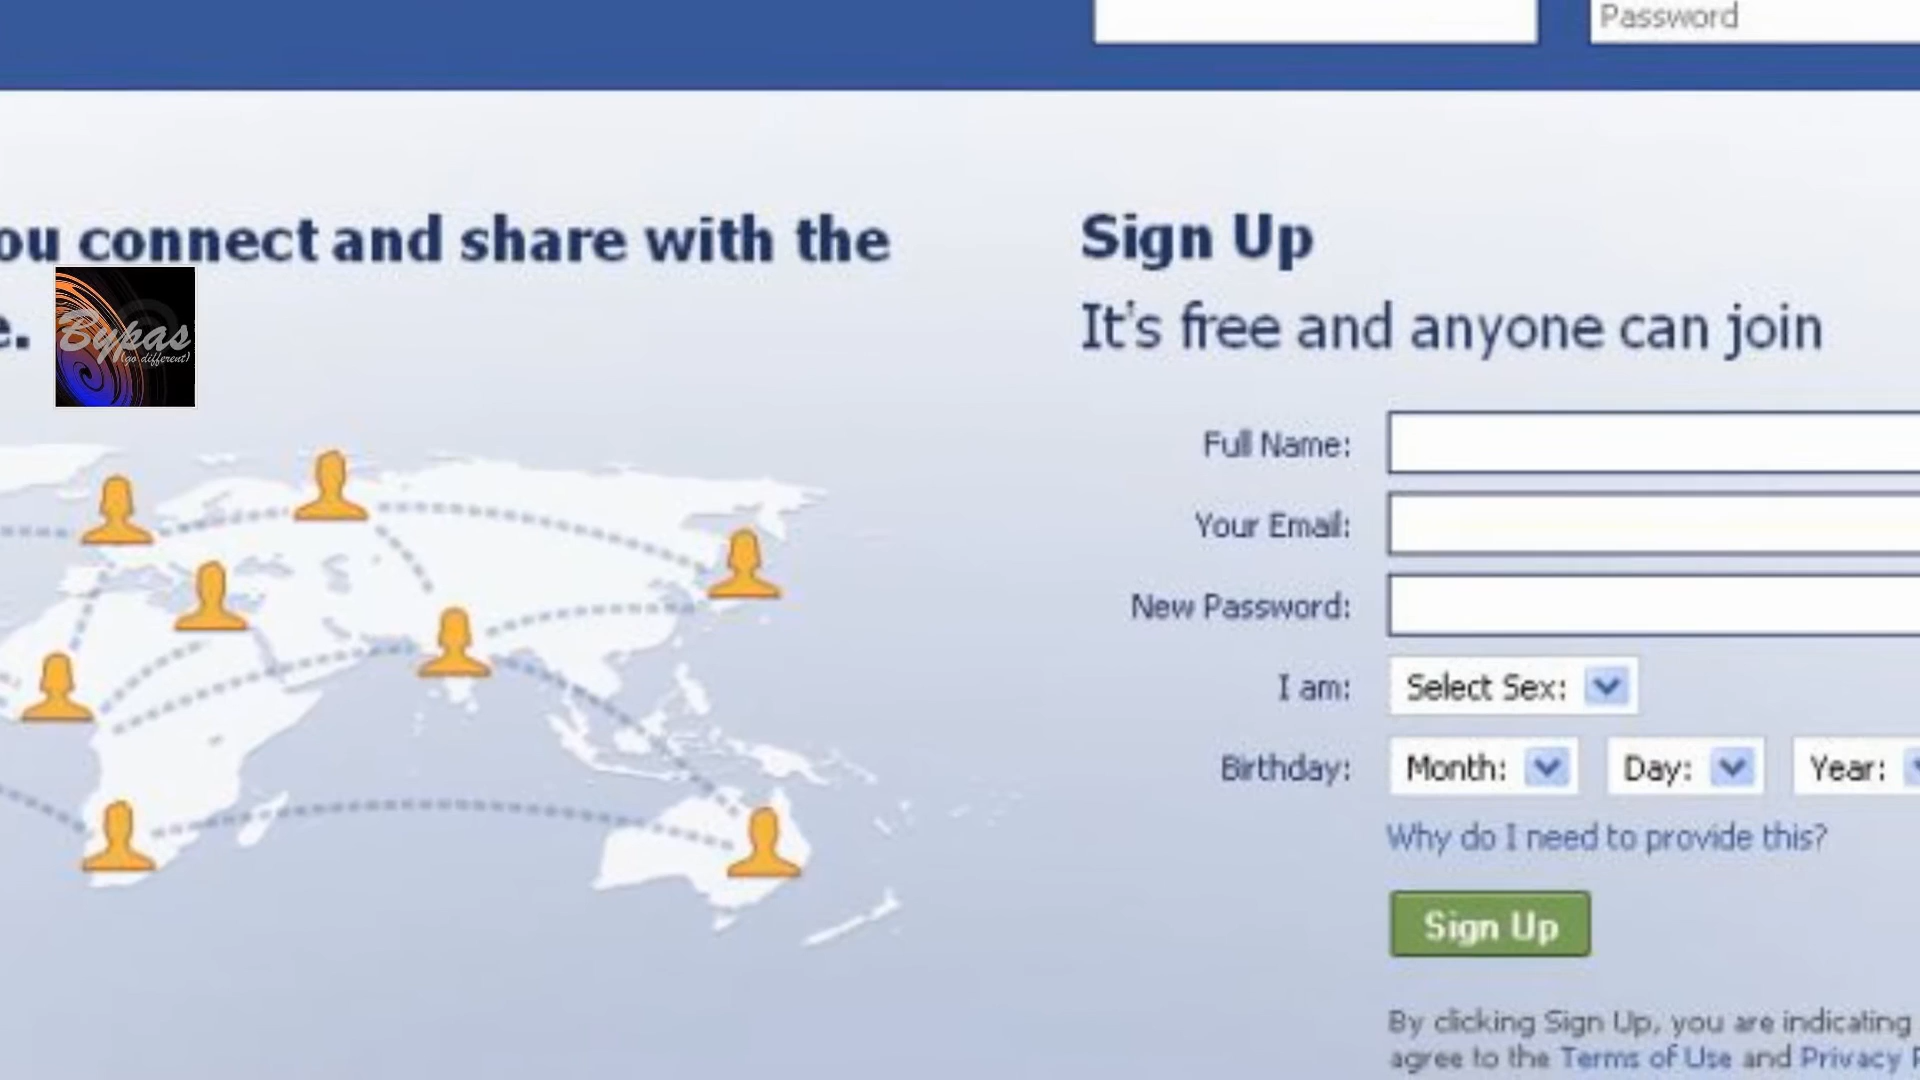 Password
ou connect and share with the
e.
Bypas
(go different)
Sign Up
It's free and anyone can join
Full Name:
Your Email:
New Password:
I am: Select Sex:
Birthday: Month: Day: Year:
Why do I need to provide this?
Sign Up
By clicking Sign Up, you are indicating
agree to the Terms of Use and Privacy P